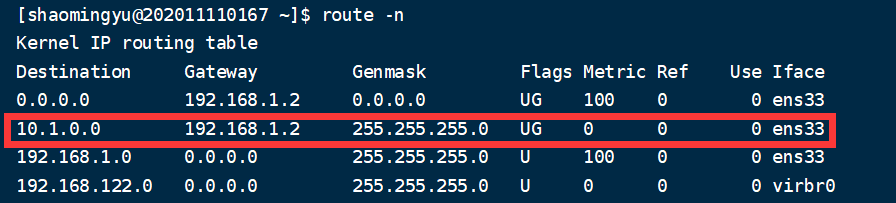 [shaomingyu@202011110167 ~]$ route -n
Kernel IP routing table
Destination     Gateway         Genmask         Flags Metric Ref    Use Iface
0.0.0.0         192.168.1.2     0.0.0.0         UG    100    0        0 ens33
10.1.0.0        192.168.1.2     255.255.255.0   UG    0      0        0 ens33
192.168.1.0     0.0.0.0         255.255.255.0   U     100    0        0 ens33
192.168.122.0   0.0.0.0         255.255.255.0   U     0      0        0 virbr0